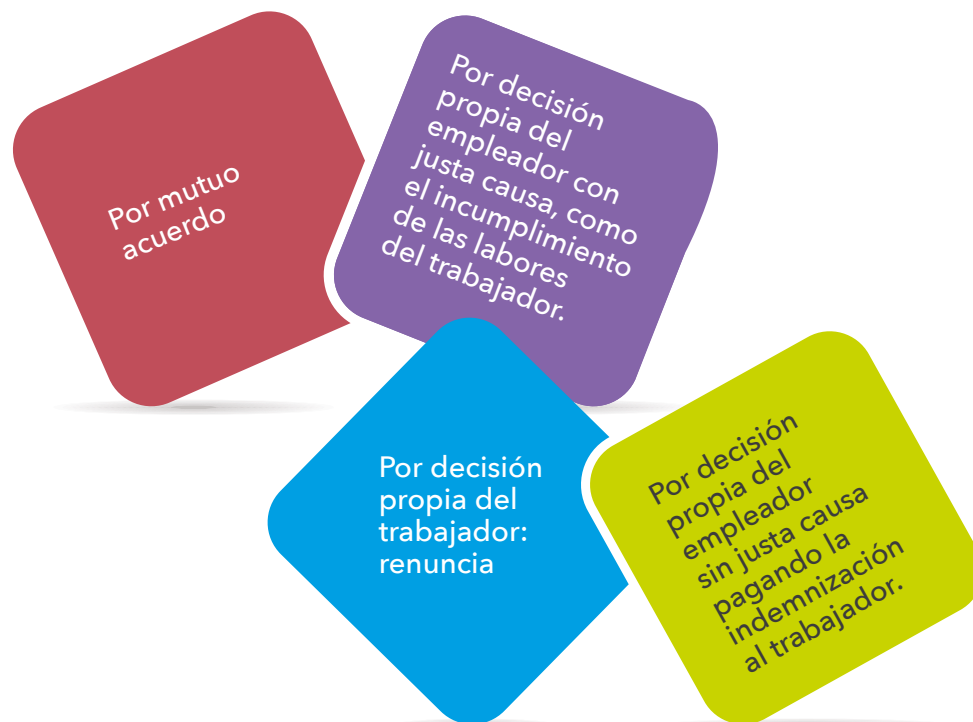 Por mutuo
acuerdo
Por decisión
propia del
empleador con
justa causa, como
el incumplimiento
de las labores
del trabajador.
Por decisión
propia del
trabajador:
renuncia
Por decisión
propia del
empleador
sin justa causa
pagando la
indemnización
al trabajador.